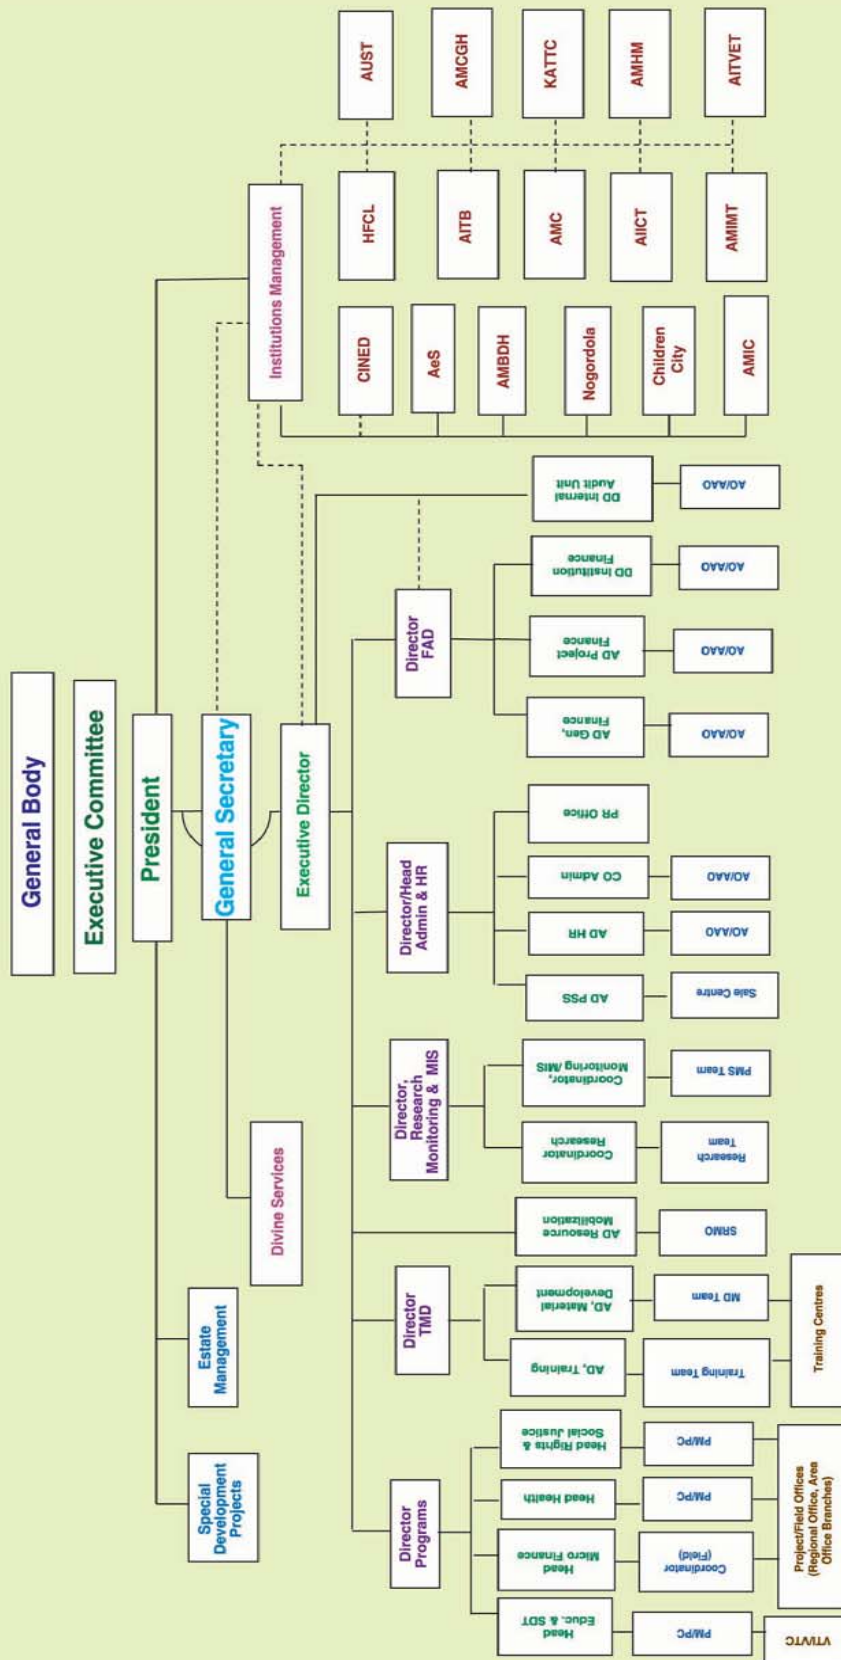 General Body
Executive Committee
President
General Secretary
Executive Director
Special
Development
Projects
Estate
Management
Divine Services
Institutions Management
Director
Programs
Director
TMD
Director,
Research
Monitoring & MIS
Director/Head
Admin & HR
Director
FAD
Head
Educ. & SDT
Head
Micro Finance
Head Health
Head Rights &
Social Justice
AD, Training
AD, Material
Development
AD Resource
Mobilization
Coordinator
Research
Coordinator,
Monitoring /MIS
AD PSS
AD HR
CO Admin
PR Office
AD Gen,
Finance
AD Project
Finance
DD Institution
Finance
DD Internal
Audit Unit
PM/PC
Coordinator
(Field)
PM/PC
PM/PC
Training Team
MD Team
SRMO
Research
Team
PMS Team
Sale Centre
AO/AAO
AO/AAO
AO/AAO
AO/AAO
AO/AAO
AO/AAO
VTI/VTC
Project/Field Offices
(Regional Office, Area
Office Branches)
Training Centres
CINED
AeS
AMBDH
Nogordola
Children
City
AMIC
HFCL
AITB
AMC
AIICT
AMIMT
AUST
AMCGH
KATTC
AMHM
AITVET